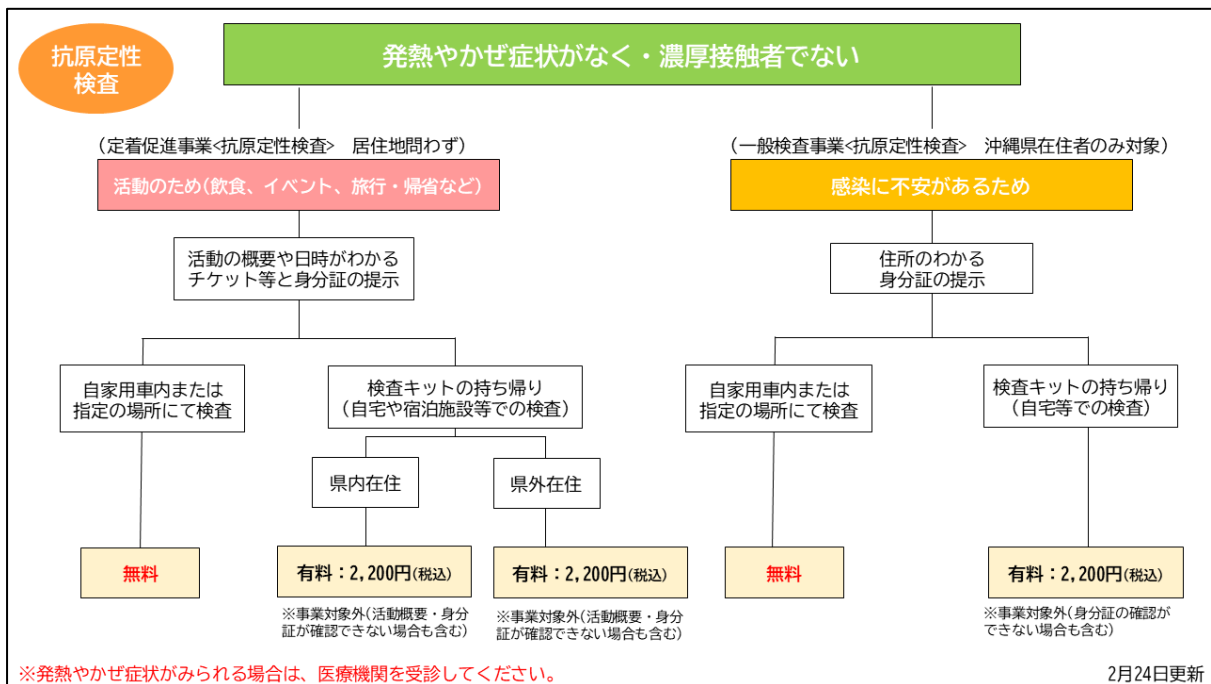 抗原定性
検査
発熱やかぜ症状がなく・濃厚接触者でない
(定着促進事業<抗原定性検査>　居住地問わず)
(一般検査事業<抗原定性検査>　沖縄県在住者のみ対象)
活動のため(飲食、イベント、旅行・帰省など)
感染に不安があるため
活動の概要や日時がわかる
チケット等と身分証の提示
住所のわかる
身分証の提示
自家用車内または
指定の場所にて検査
検査キットの持ち帰り
(自宅や宿泊施設等での検査)
自家用車内または
指定の場所にて検査
検査キットの持ち帰り
(自宅等での検査)
県内在住
県外在住
無料
有料：2,200円(税込)
有料：2,200円(税込)
無料
有料：2,200円(税込)
※事業対象外(活動概要・身分
証が確認できない場合も含む)
※事業対象外(活動概要・身分
証が確認できない場合も含む)
※事業対象外(身分証の確認が
できない場合も含む)
※発熱やかぜ症状がみられる場合は、医療機関を受診してください。
2月24日更新